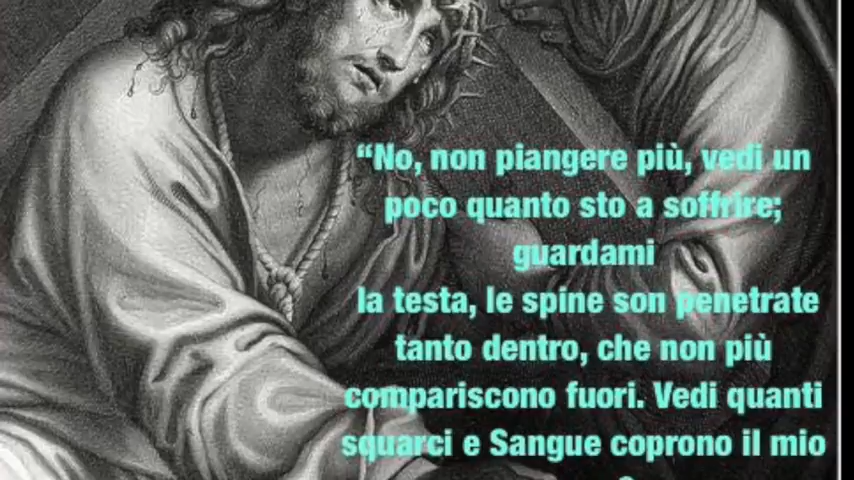 “No, non piangere più, vedi un
poco quanto sto a soffrire;
guardami
la testa, le spine son penetrate
tanto dentro, che non più
compariscono fuori. Vedi quanti
squarci e Sangue coprono il mio